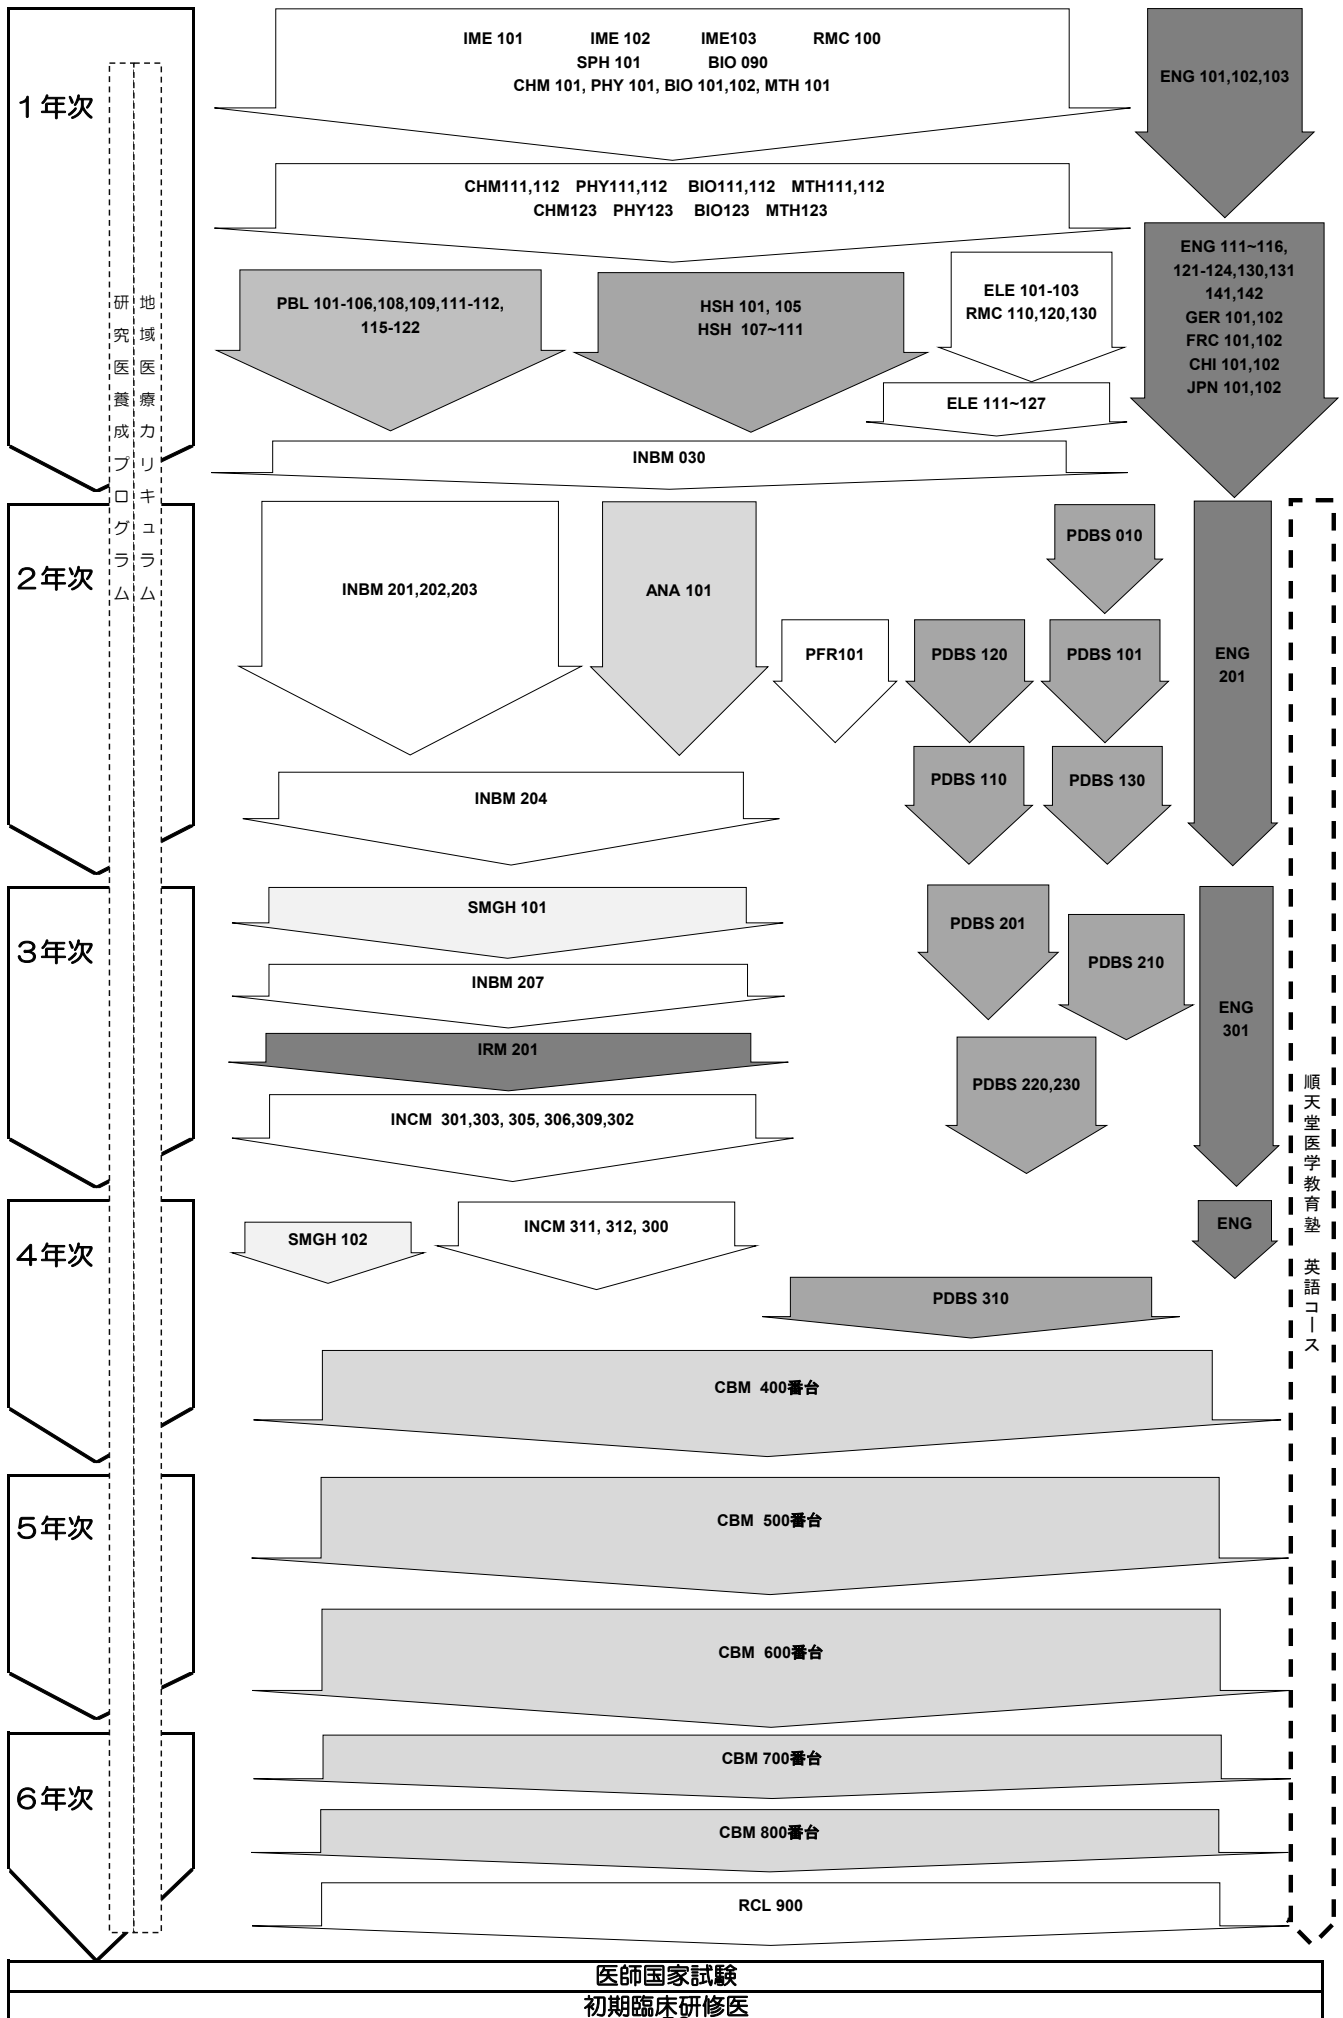 1年次
IME 101 IME 102 IME103 RMC 100
SPH 101 BIO 090
CHM 101, PHY 101, BIO 101,102, MTH 101
ENG 101,102,103
CHM111,112 PHY111,112 BIO111,112 MTH111,112
CHM123 PHY123 BIO123 MTH123
ENG 111~116,
121-124,130,131
141,142
GER 101,102
FRC 101,102
CHI 101,102
JPN 101,102
PBL 101-106,108,109,111-112,
115-122
HSH 101, 105
HSH 107~111
ELE 101-103
RMC 110,120,130
ELE 111~127
INBM 030
研究医養成プログラム
地域医療カリキュラム
2年次
INBM 201,202,203
ANA 101
PFR101
PDBS 010
PDBS 120
PDBS 101
ENG
201
PDBS 110
PDBS 130
INBM 204
3年次
SMGH 101
PDBS 201
PDBS 210
INBM 207
ENG
301
IRM 201
PDBS 220,230
INCM 301,303, 305, 306,309,302
順天堂医学教育塾 英語コース
4年次
SMGH 102
INCM 311, 312, 300
ENG
PDBS 310
CBM 400番台
5年次
CBM 500番台
CBM 600番台
6年次
CBM 700番台
CBM 800番台
RCL 900
医師国家試験
初期臨床研修医